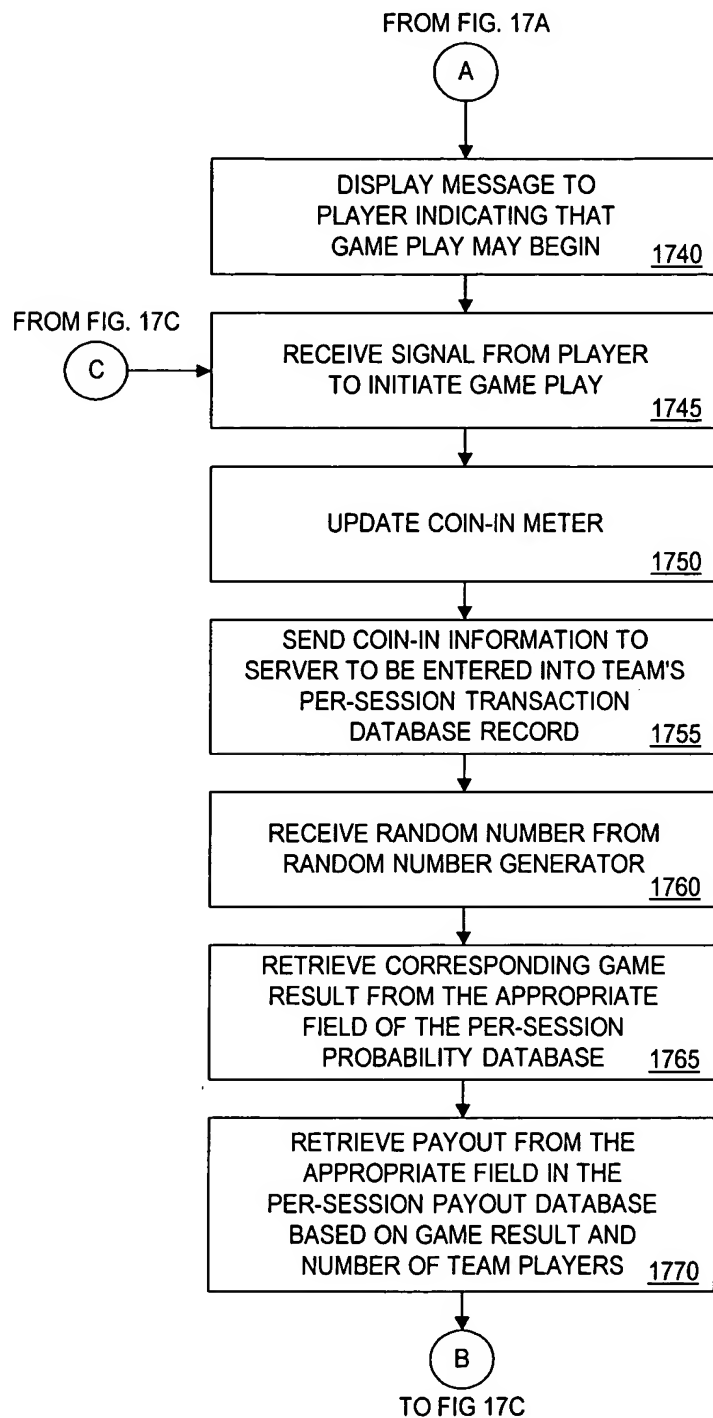 FROM FIG. 17A
A
DISPLAY MESSAGE TO
PLAYER INDICATING THAT
GAME PLAY MAY BEGIN
1740
FROM FIG. 17C
C
RECEIVE SIGNAL FROM PLAYER
TO INITIATE GAME PLAY
1745
UPDATE COIN-IN METER
1750
SEND COIN-IN INFORMATION TO
SERVER TO BE ENTERED INTO TEAM'S
PER-SESSION TRANSACTION
DATABASE RECORD
1755
RECEIVE RANDOM NUMBER FROM
RANDOM NUMBER GENERATOR
1760
RETRIEVE CORRESPONDING GAME
RESULT FROM THE APPROPRIATE
FIELD OF THE PER-SESSION
PROBABILITY DATABASE
1765
RETRIEVE PAYOUT FROM THE
APPROPRIATE FIELD IN THE
PER-SESSION PAYOUT DATABASE
BASED ON GAME RESULT AND
NUMBER OF TEAM PLAYERS
1770
B
TO FIG 17C